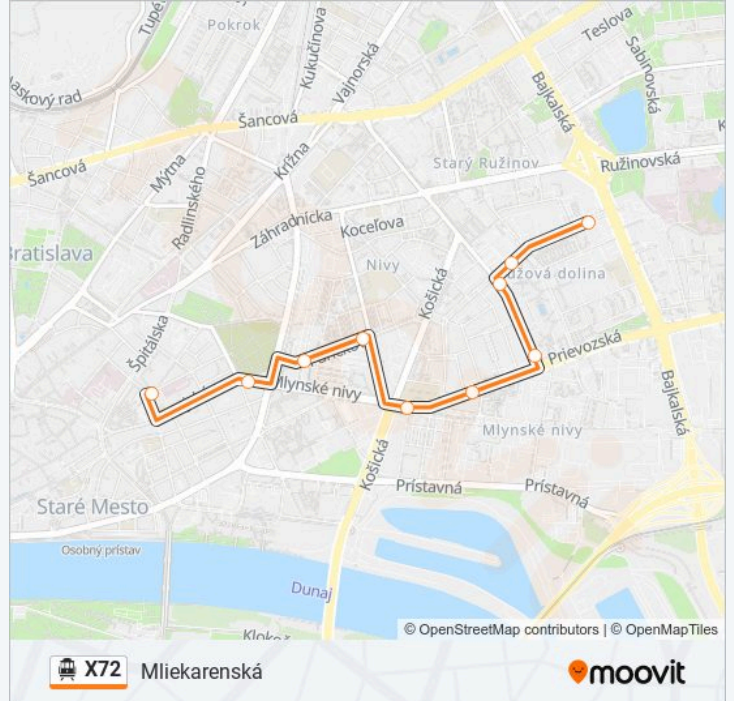 Tupé
Pokrok
Kukučínova
Vajnorská
Teslova
Sabinovská
Bajkalská
askový rad
Šancová
Šancová
Mýtna
Radlinského
Krížna
Starý Ružinov
Ružinovská
K
Záhradnícka
Koceľova
Bratislava
Nivy
Košická
užová dolina
Špitálska
Prievozská
Mlynské nivy
Bajkalská
Mlynské nivy
Košická
Prístavná
Prístavná
Staré Mesto
Osobný prístav
Dunaj
© OpenStreetMap contributors | © OpenMapTiles
X72 Mliekarenská
moovit